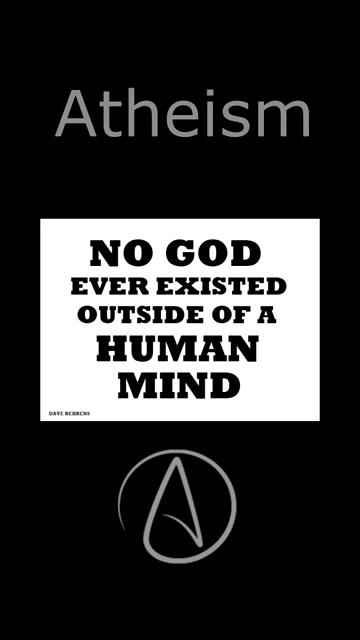 Atheism
NO GOD
EVER EXISTED
OUTSIDE OF A
HUMAN
MIND
DAVE BEHRENS